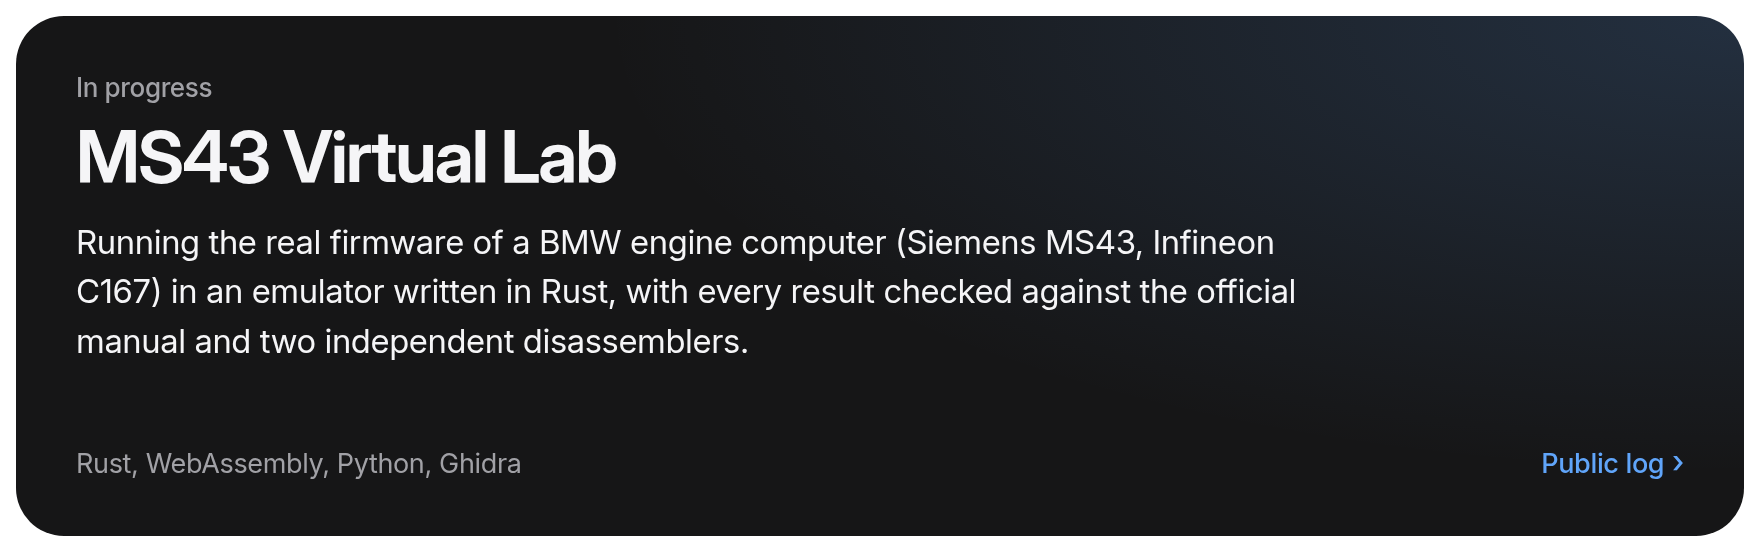 In progress
MS43 Virtual Lab
Running the real firmware of a BMW engine computer (Siemens MS43, Infineon
C167) in an emulator written in Rust, with every result checked against the official
manual and two independent disassemblers.
Rust, WebAssembly, Python, Ghidra
Public log ›